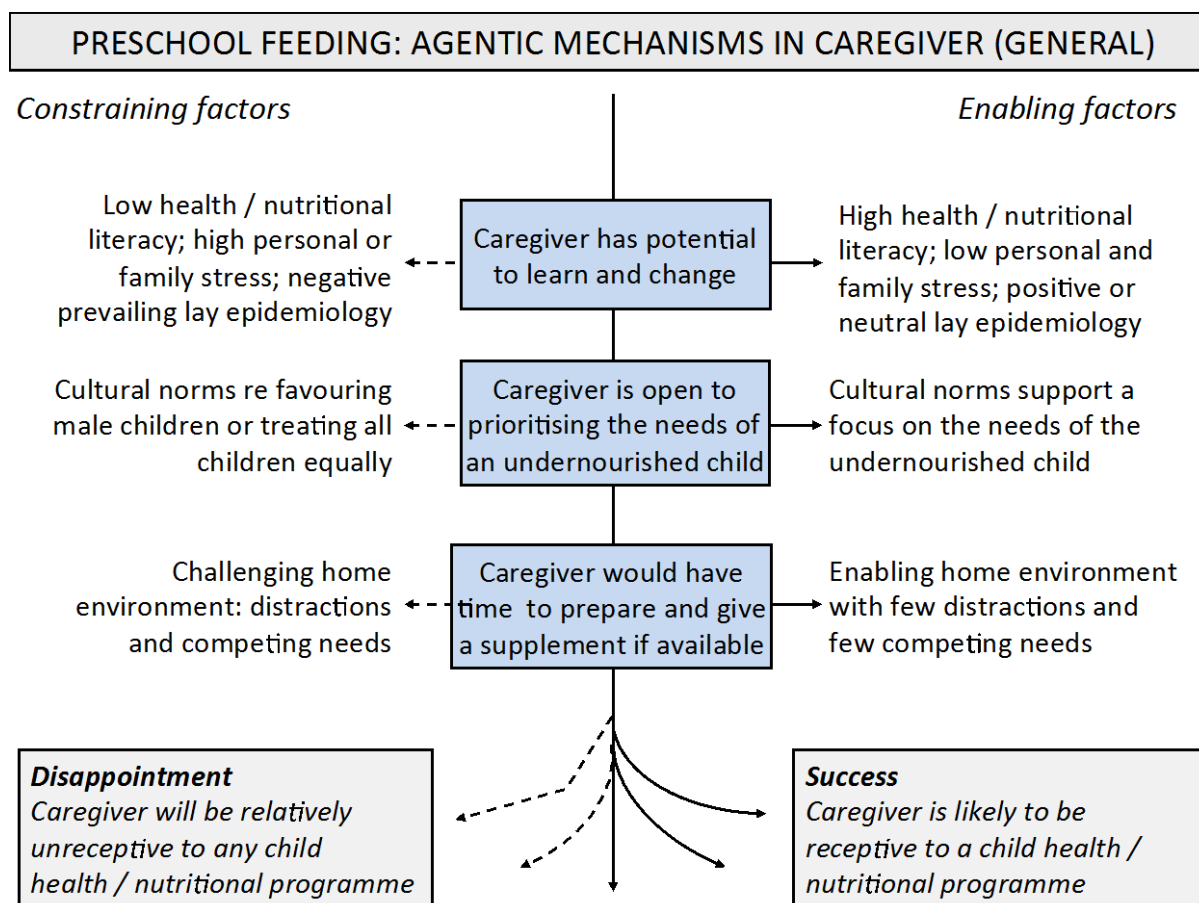 PRESCHOOL FEEDING: AGENTIC MECHANISMS IN CAREGIVER (GENERAL)
Constraining factors
Enabling factors
Low health / nutritional
literacy; high personal or
family stress; negative
prevailing lay epidemiology
Caregiver has potential
to learn and change
High health / nutritional
literacy; low personal and
family stress; positive or
neutral lay epidemiology
Cultural norms re favouring
male children or treating all
children equally
Caregiver is open to
prioritising the needs of
an undernourished child
Cultural norms support a
focus on the needs of the
undernourished child
Challenging home
environment: distractions
and competing needs
Caregiver would have
time to prepare and give
a supplement if available
Enabling home environment
with few distractions and
few competing needs
Disappointment
Caregiver will be relatively
unreceptive to any child
health / nutritional programme
Success
Caregiver is likely to be
receptive to a child health /
nutritional programme